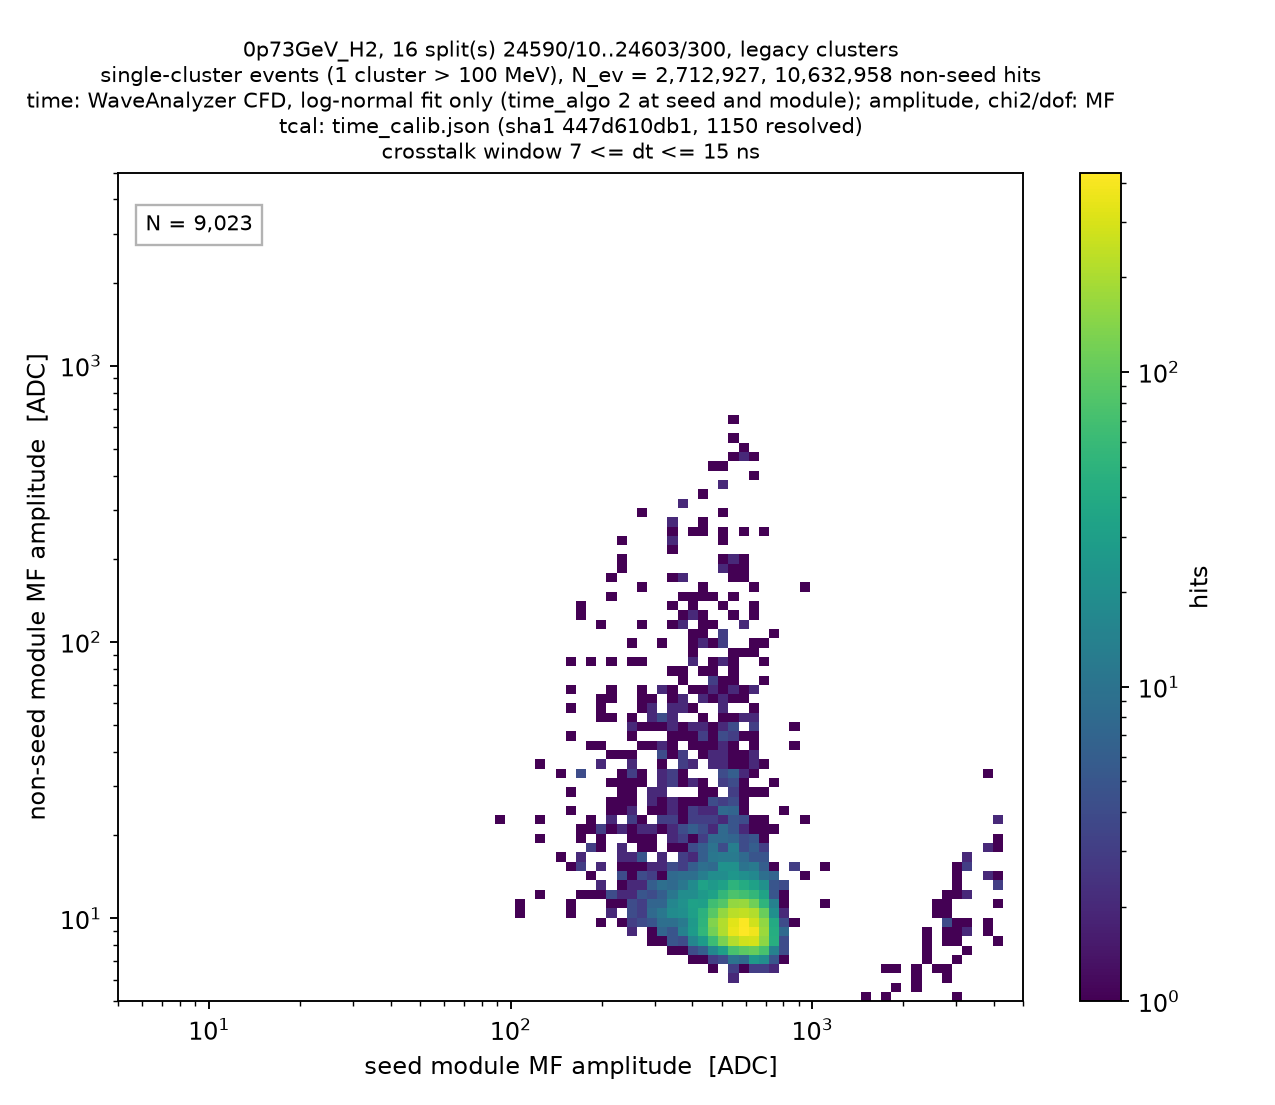 0p73GeV_H2, 16 split(s) 24590/10..24603/300, legacy clusters
single-cluster events (1 cluster > 100 MeV), N_ev = 2,712,927, 10,632,958 non-seed hits
time: WaveAnalyzer CFD, log-normal fit only (time_algo 2 at seed and module); amplitude, chi2/dof: MF
tcal: time_calib.json (sha1 447d610db1, 1150 resolved)
crosstalk window 7 <= dt <= 15 ns
N = 9,023
non-seed module MF amplitude [ADC]
10³
10²
10¹
10¹
10²
10³
seed module MF amplitude [ADC]
10²
10¹
10⁰
hits